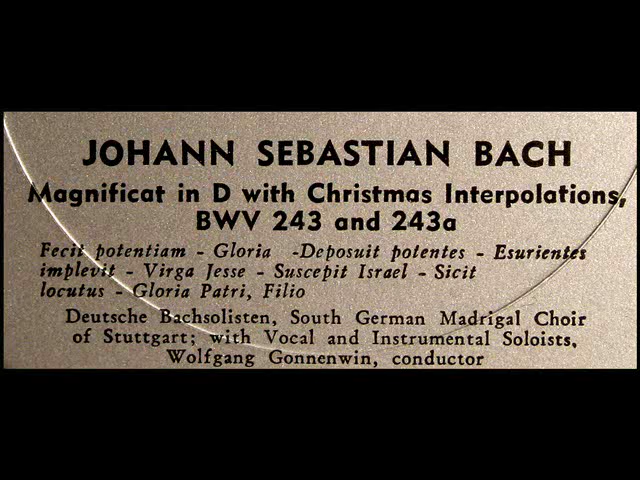 JOHANN SEBASTIAN BACH
Magnificat in D with Christmas Interpolations,
BWV 243 and 243a
Fecit potentiam - Gloria -Deposuit potentes - Esurientes
implevit - Virga Jesse - Suscepit Israel - Sicit
locutus - Gloria Patri, Filio
Deutsche Bachsolisten, South German Madrigal Choir
of Stuttgart; with Vocal and Instrumental Soloists,
Wolfgang Gonnenwin, conductor